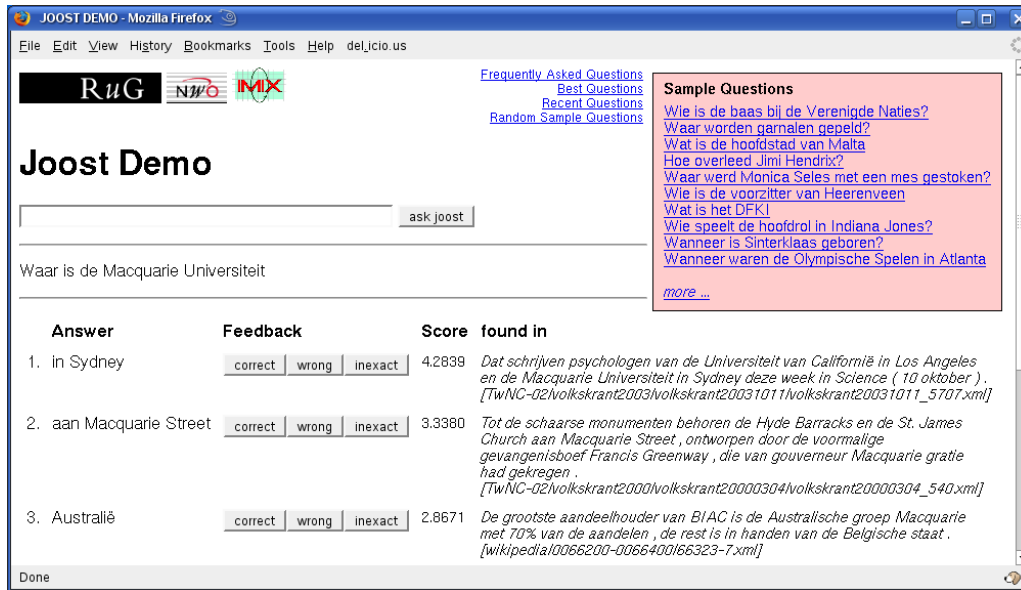 JOOST DEMO - Mozilla Firefox
File Edit View History Bookmarks Tools Help del.icio.us
RuG NWO IMIX
Frequently Asked Questions
Best Questions
Recent Questions
Random Sample Questions
Sample Questions
Wie is de baas bij de Verenigde Naties?
Waar worden garnalen gepeld?
Wat is de hoofdstad van Malta
Hoe overleed Jimi Hendrix?
Waar werd Monica Seles met een mes gestoken?
Wie is de voorzitter van Heerenveen
Wat is het DFKI
Wie speelt de hoofdrol in Indiana Jones?
Wanneer is Sinterklaas geboren?
Wanneer waren de Olympische Spelen in Atlanta
more ...
Joost Demo
ask joost
Waar is de Macquarie Universiteit
Answer Feedback Score found in
1. in Sydney correct wrong inexact 4.2839 Dat schrijven psychologen van de Universiteit van Californië in Los Angeles
en de Macquarie Universiteit in Sydney deze week in Science ( 10 oktober ) .
[TwNC-02/volkskrant2003/volkskrant20031011/volkskrant20031011_5707.xml]
2. aan Macquarie Street correct wrong inexact 3.3380 Tot de schaarse monumenten behoren de Hyde Barracks en de St. James
Church aan Macquarie Street , ontworpen door de voormalige
gevangenisboef Francis Greenway , die van gouverneur Macquarie gratie
had gekregen .
[TwNC-02/volkskrant2000/volkskrant20000304/volkskrant20000304_540.xml]
3. Australië correct wrong inexact 2.8671 De grootste aandeelhouder van BIAC is de Australische groep Macquarie
met 70% van de aandelen , de rest is in handen van de Belgische staat .
[wikipedia/0066200-0066400/66323-7.xml]
Done